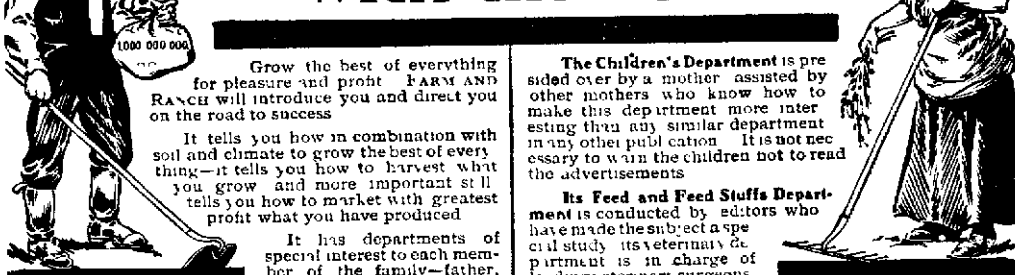 1,000 000 000
Grow the best of everything
for pleasure and profit FARM AND
RANCH will introduce you and direct you
on the road to success
It tells you how in combination with
soil and climate to grow the best of every
thing—it tells you how to harvest what
you grow and more important still
tells you how to market with greatest
profit what you have produced
It has departments of
special interest to each mem-
ber of the family—father,
The Children's Department is pre
sided over by a mother assisted by
other mothers who know how to
make this department more inter
esting than any similar department
in any other publication It is not nec
essary to warn the children not to read
the advertisements
Its Feed and Feed Stuffs Depart-
ment is conducted by editors who
have made the subject a spe
cial study its veterinary de
partment is in charge of